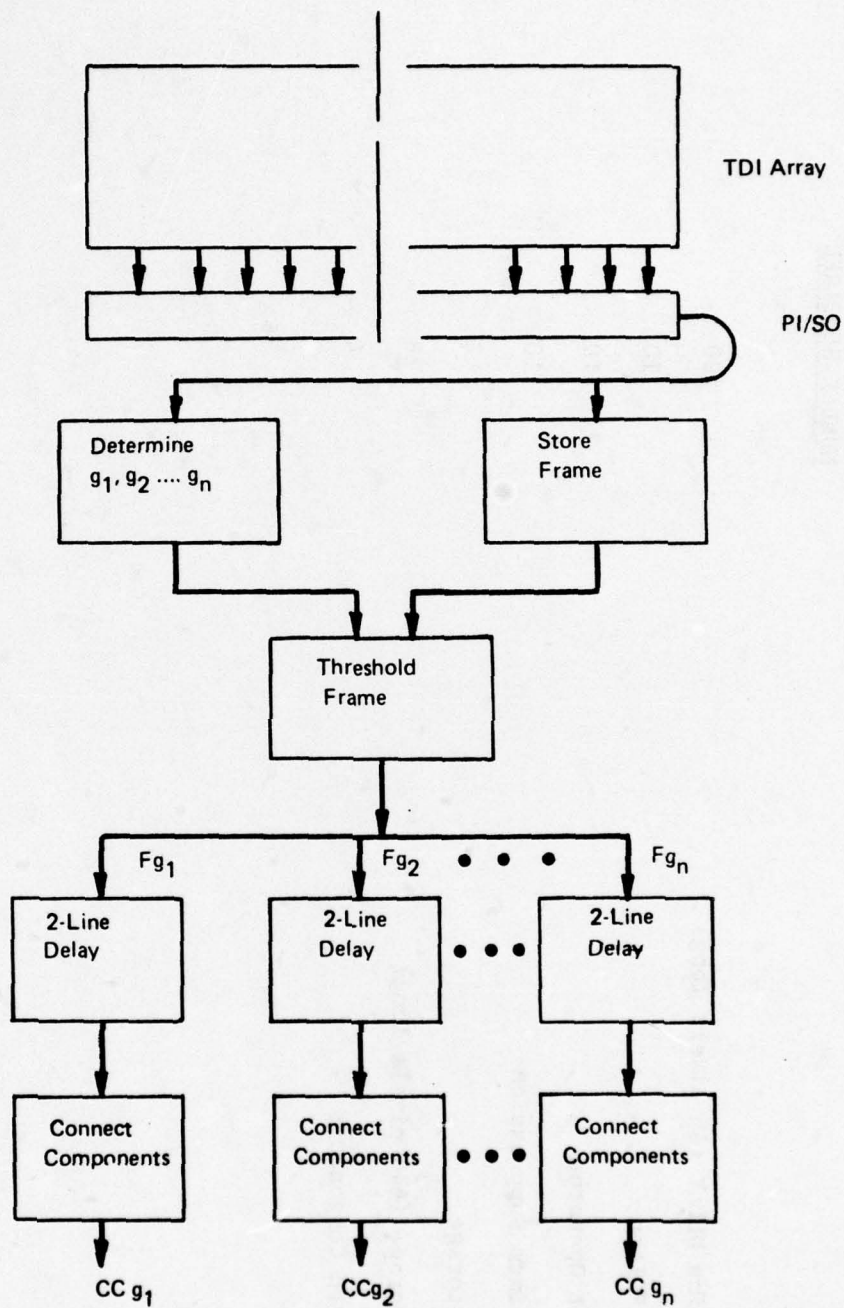 TDI Array
PI/SO
Determine
g1, g2 .... gn
Store
Frame
Threshold
Frame
Fg1
Fg2
Fgn
2-Line
Delay
2-Line
Delay
2-Line
Delay
Connect
Components
Connect
Components
Connect
Components
CC g1
CCg2
CC gn